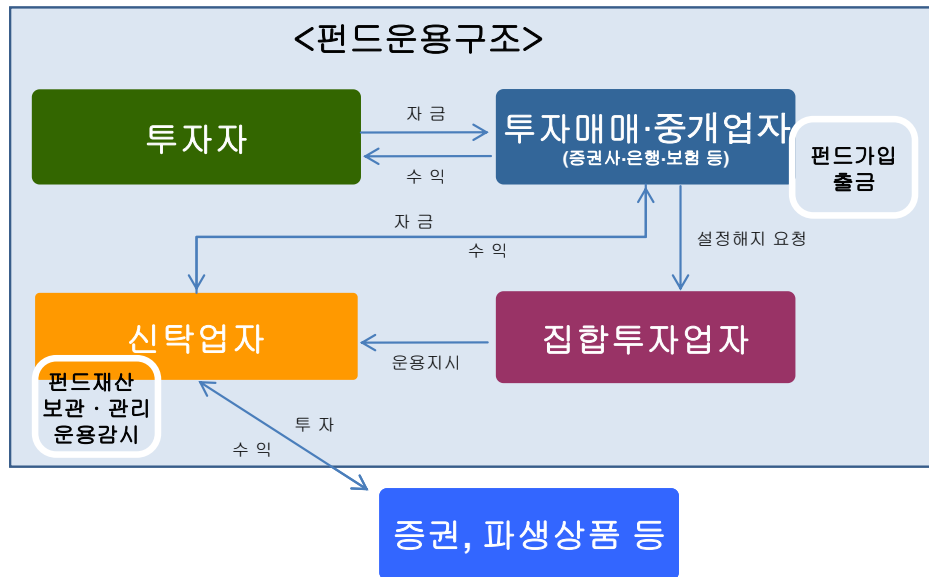 <펀드운용구조>
투자자
자 금
수 익
투자매매·중개업자
(증권사·은행·보험 등)
펀드가입
출금
자 금
수 익
설정해지 요청
신탁업자
운용지시
집합투자업자
펀드재산
보관 · 관리
운용감시
투 자
수 익
증권, 파생상품 등